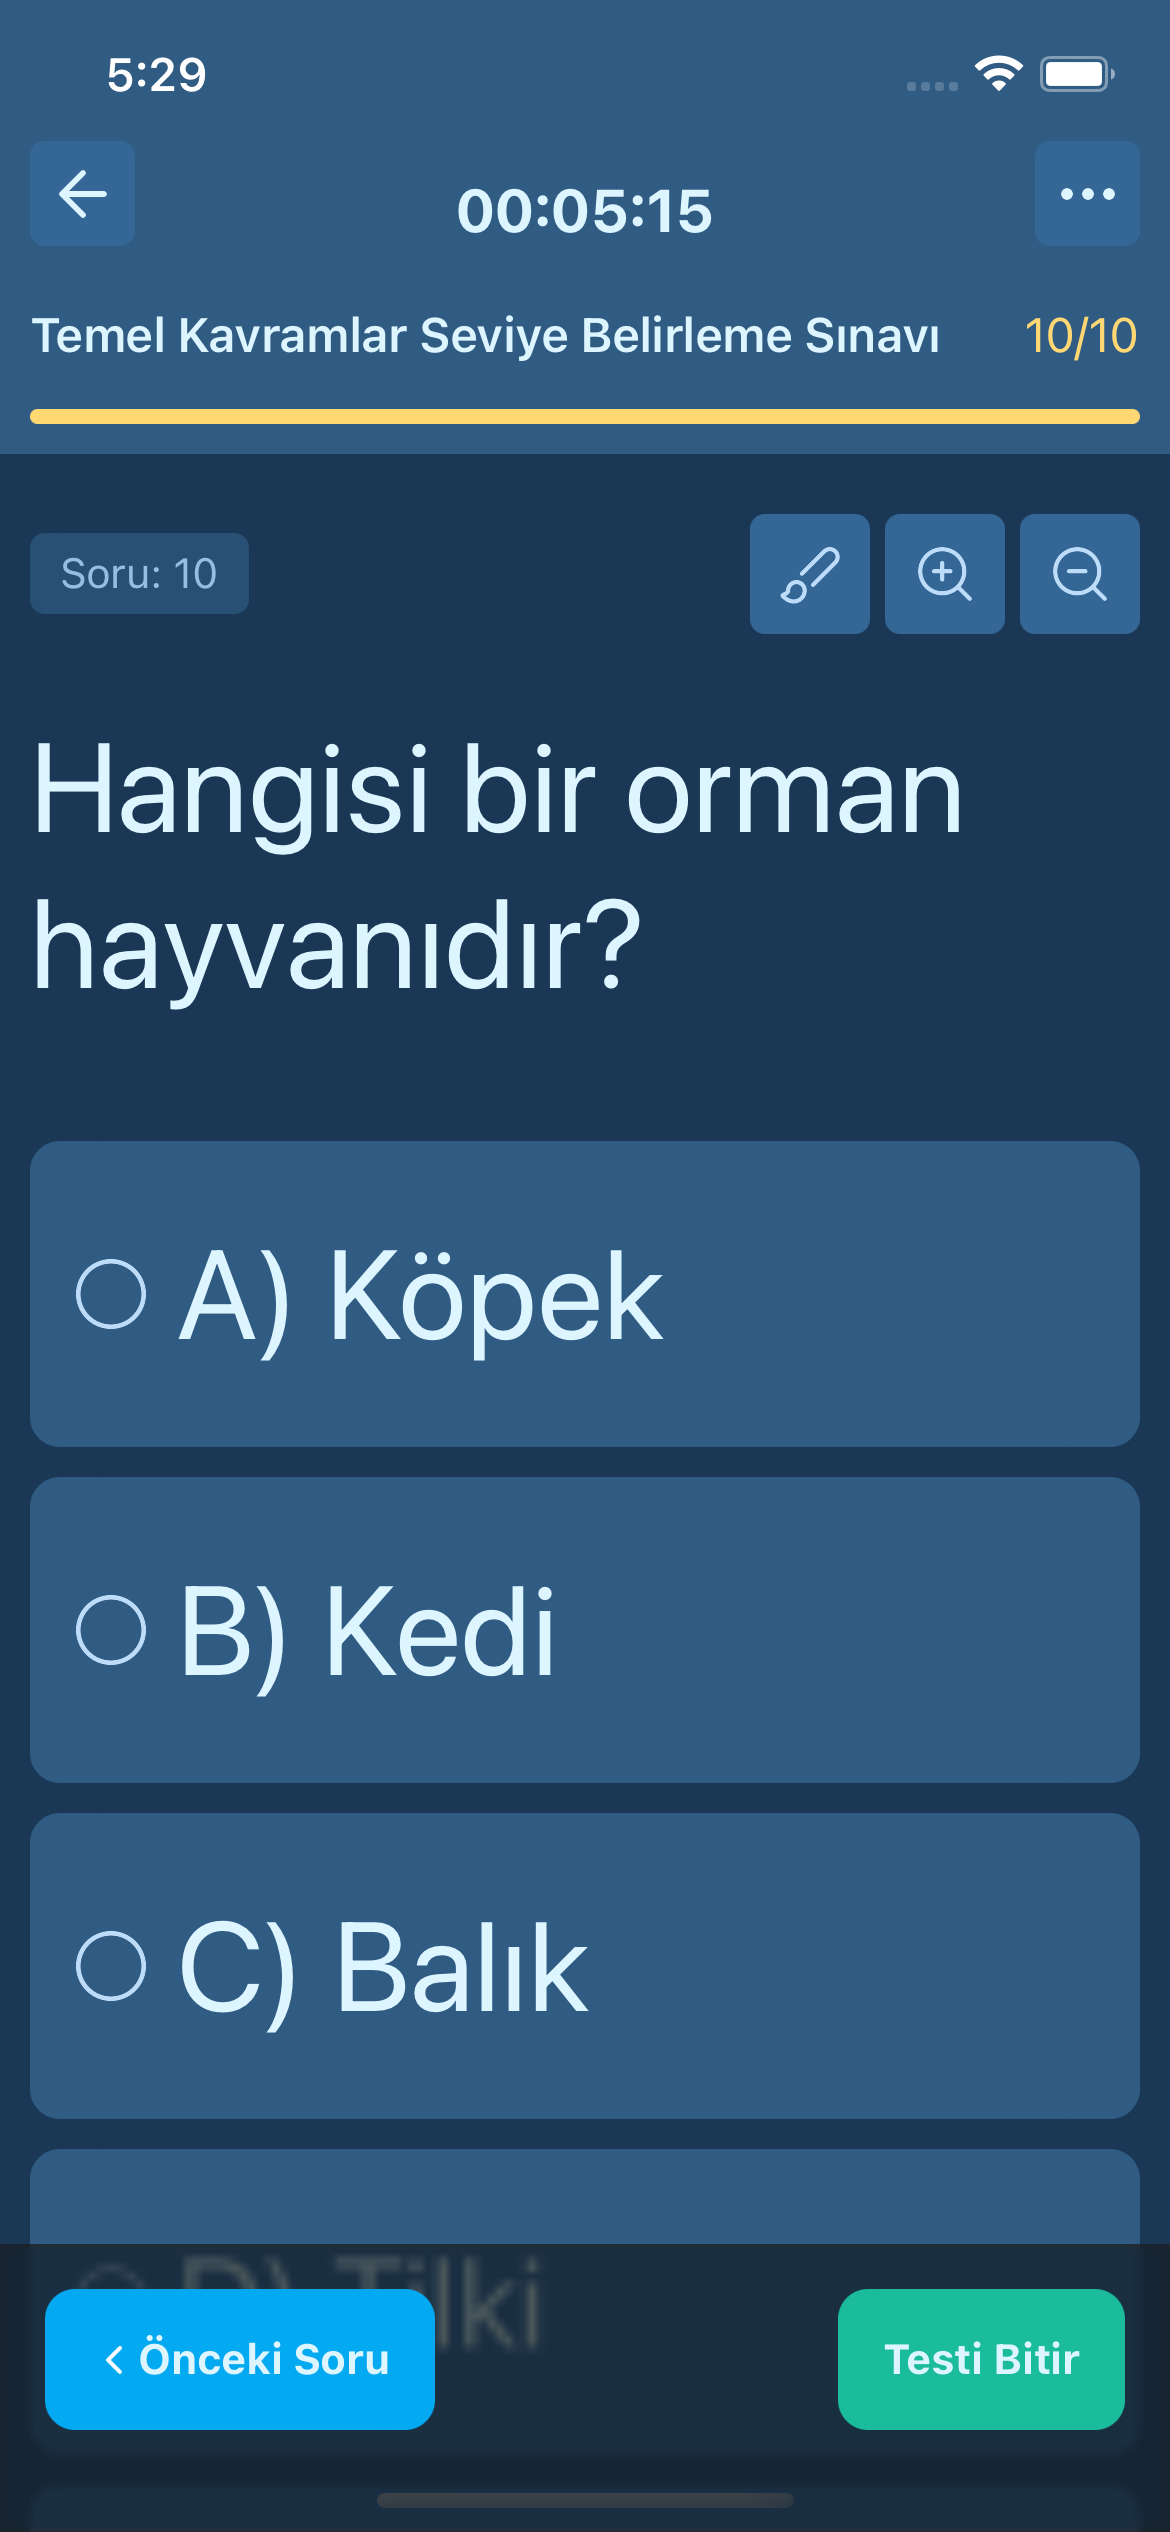 5:29
00:05:15
Temel Kavramlar Seviye Belirleme Sınavı 10/10
Soru: 10
Hangisi bir orman
hayvanıdır?
A) Köpek
B) Kedi
C) Balık
D) Tilki
Önceki Soru
Testi Bitir